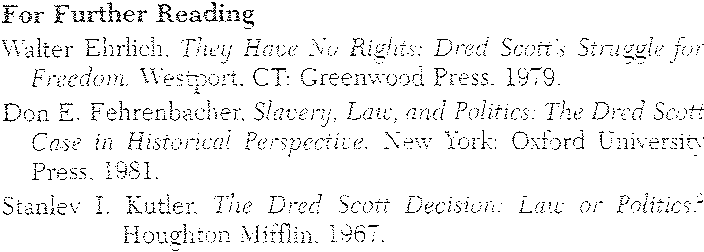 For Further Reading
Walter Ehrlich, They Have No Rights: Dred Scott's Struggle for
Freedom. Westport, CT: Greenwood Press, 1979.
Don E. Fehrenbacher, Slavery, Law, and Politics: The Dred Scott
Case in Historical Perspective. New York: Oxford University
Press, 1981.
Stanley I. Kutler, The Dred Scott Decision: Law or Politics?
Houghton Mifflin, 1967.